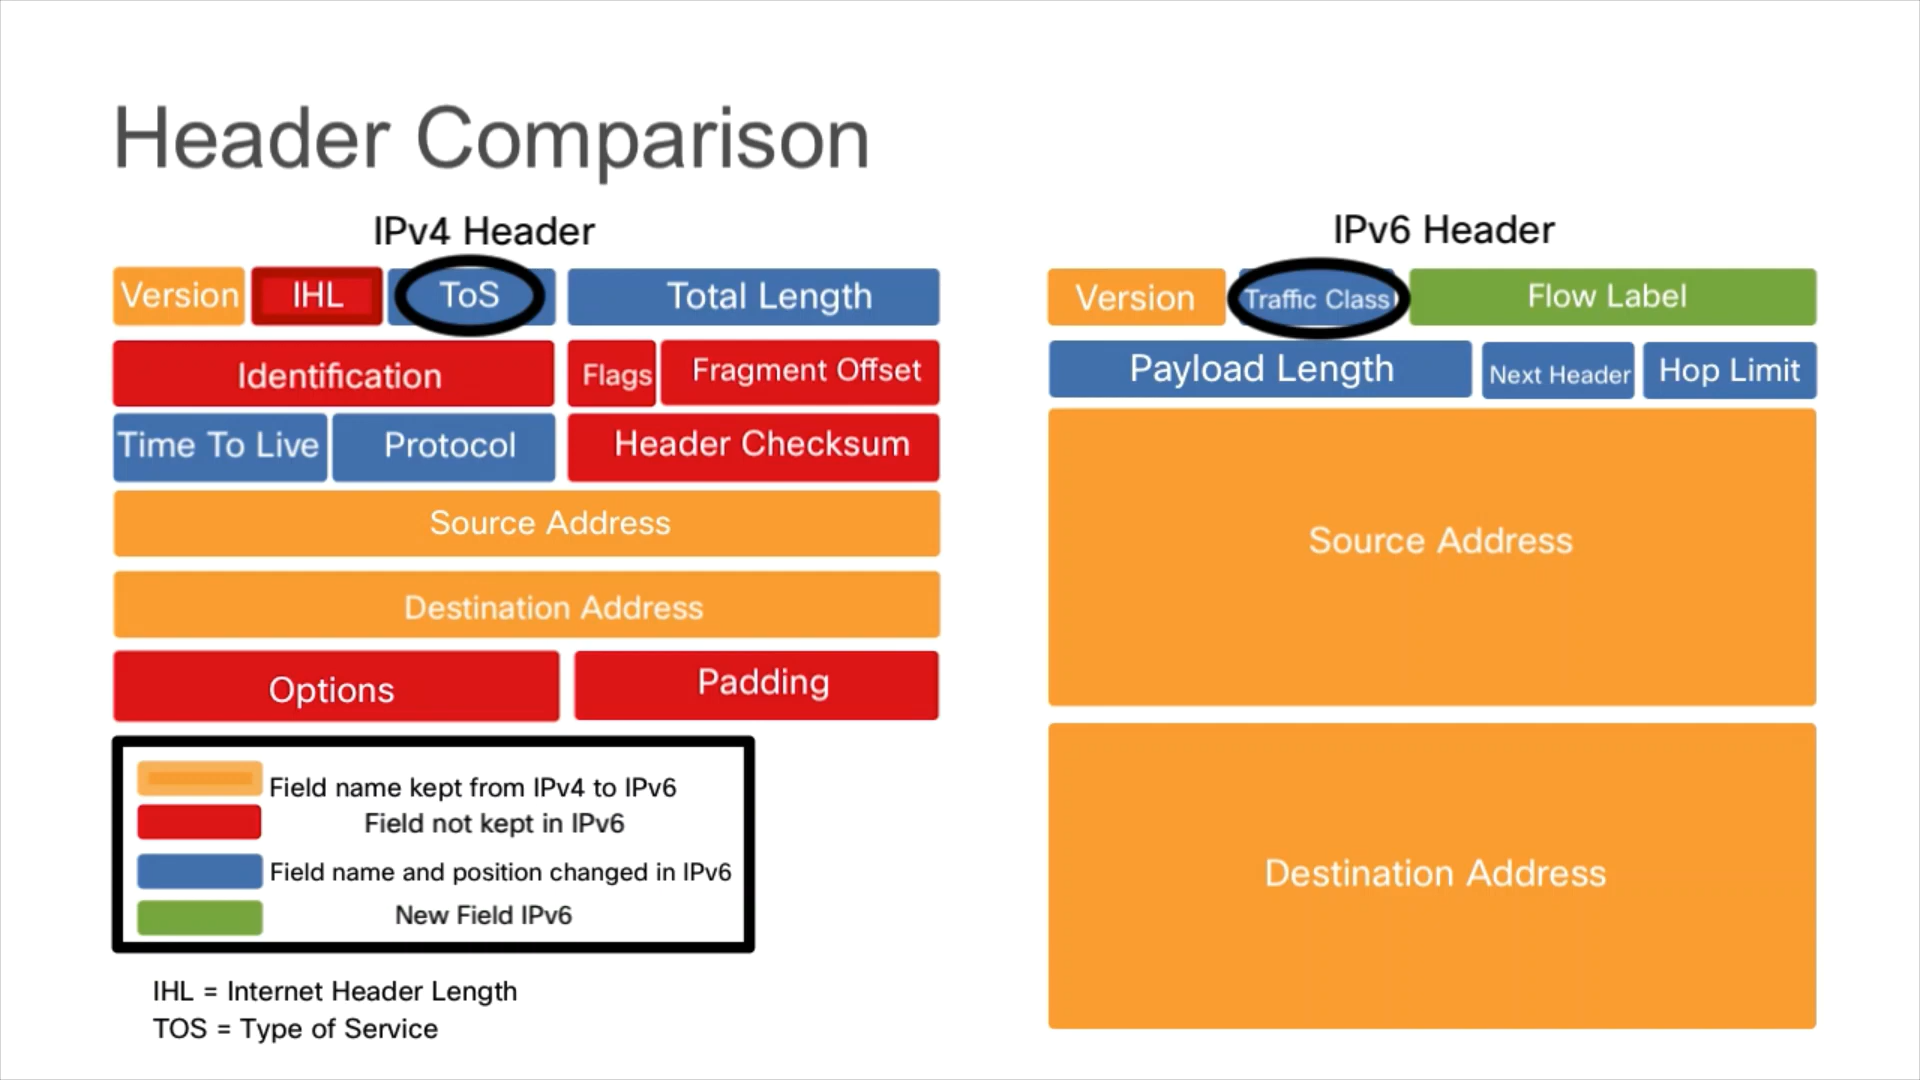 Header Comparison
IPv4 Header
Version IHL ToS Total Length
Identification Flags Fragment Offset
Time To Live Protocol Header Checksum
Source Address
Destination Address
Options Padding
Field name kept from IPv4 to IPv6
Field not kept in IPv6
Field name and position changed in IPv6
New Field IPv6
IHL = Internet Header Length
TOS = Type of Service
IPv6 Header
Version Traffic Class Flow Label
Payload Length Next Header Hop Limit
Source Address
Destination Address